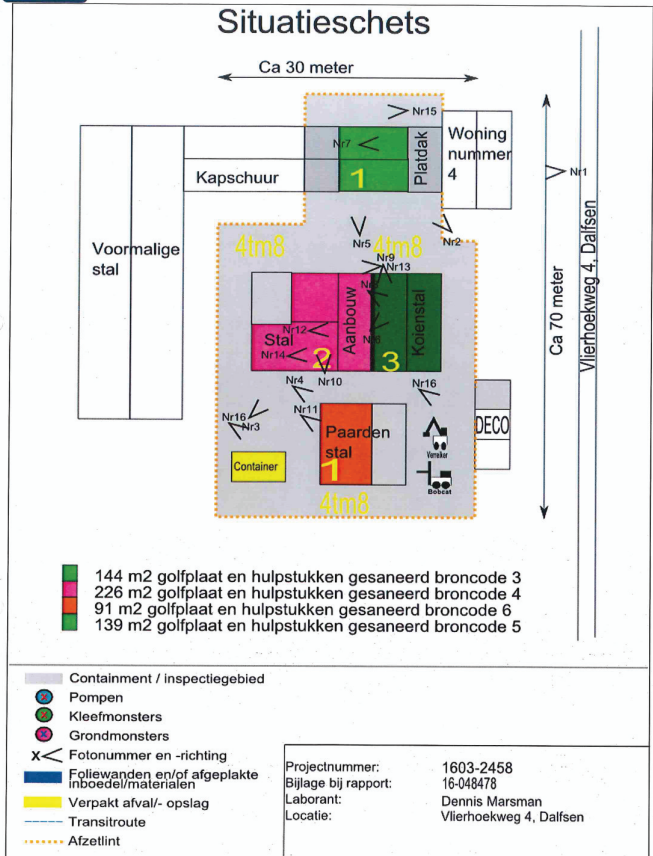 Situatieschets
Ca 30 meter
Nr15
Nr7
Platdak
Woning
nummer
4
Nr1
Kapschuur
1
Vlierhoekweg 4, Dalfsen
Voormalige
stal
4tm8
Nr5
4tm8
Nr2
Nr9
Nr13
Ca 70 meter
Aanbouw
Koienstal
Nr12
Stal
Nr14
2
3
Nr10
Nr4
Nr16
Nr11
Nr16
Nr3
Paarden
stal
DECO
Verreiker
Container
1
Bobcat
4tm8
144 m2 golfplaat en hulpstukken gesaneerd broncode 3
226 m2 golfplaat en hulpstukken gesaneerd broncode 4
91 m2 golfplaat en hulpstukken gesaneerd broncode 6
139 m2 golfplaat en hulpstukken gesaneerd broncode 5
Containment / inspectiegebied
x Pompen
x Kleefmonsters
x Grondmonsters
x< Fotonummer en -richting
Foliewanden en/of afgeplakte
inboedel/materialen
Verpakt afval/- opslag
Transitroute
Afzetlint
Projectnummer: 1603-2458
Bijlage bij rapport: 16-048478
Laborant: Dennis Marsman
Locatie: Vlierhoekweg 4, Dalfsen